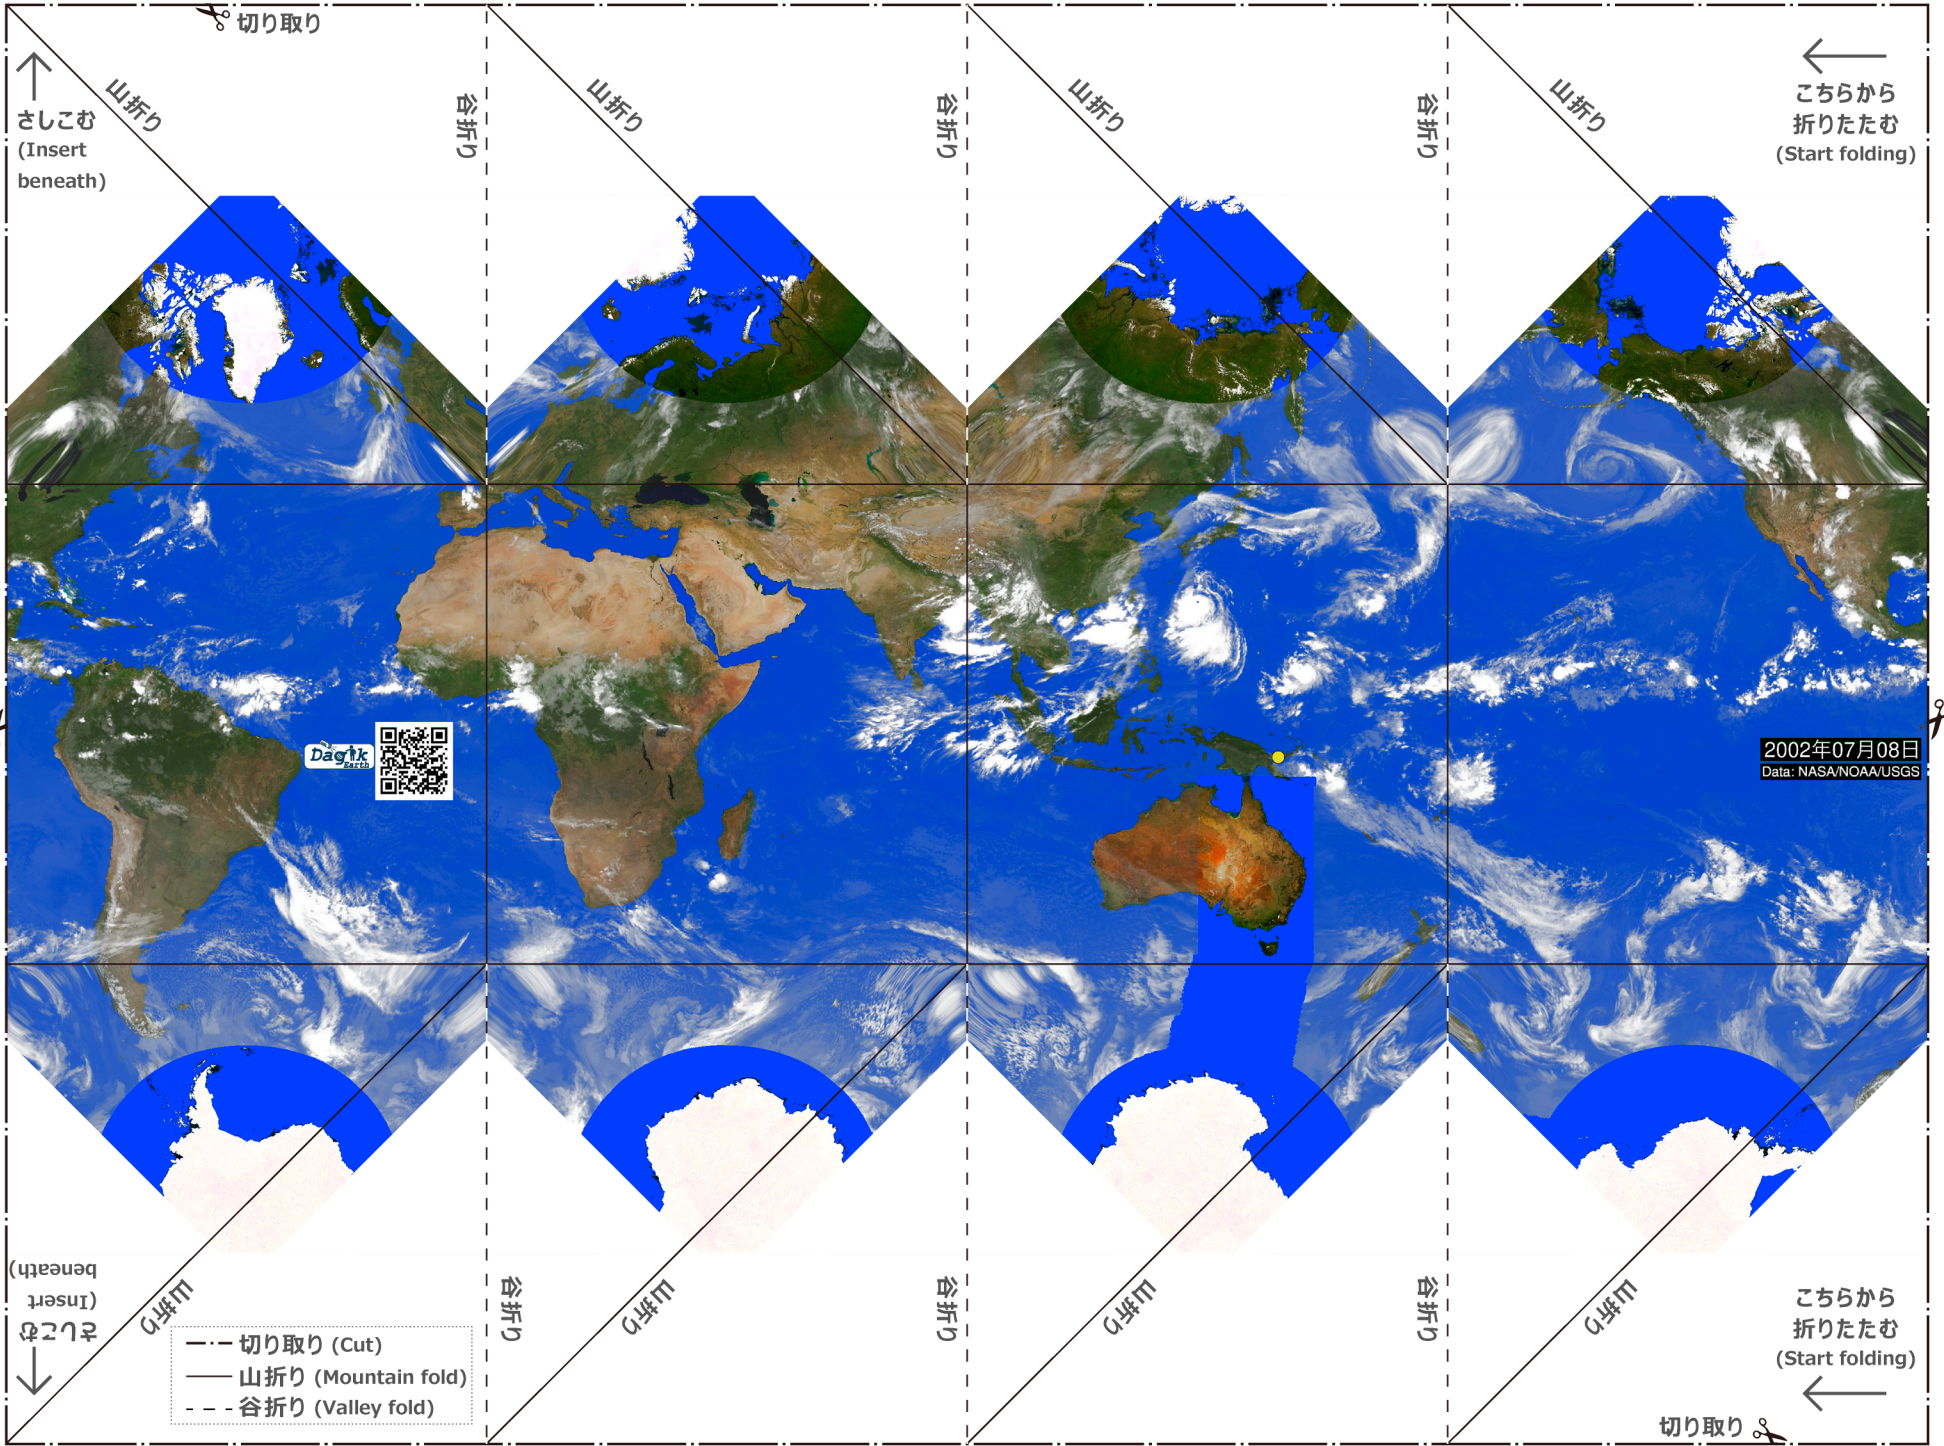 切り取り
山折り
谷折り
山折り
谷折り
山折り
谷折り
山折り
こちらから
折りたたむ
(Start folding)
さしこむ
(Insert
beneath)
Dagik
Earth
2002年07月08日
Data: NASA/NOAA/USGS
さしこむ
(Insert
beneath)
山折り
谷折り
山折り
谷折り
山折り
谷折り
山折り
こちらから
折りたたむ
(Start folding)
切り取り (Cut)
山折り (Mountain fold)
谷折り (Valley fold)
切り取り